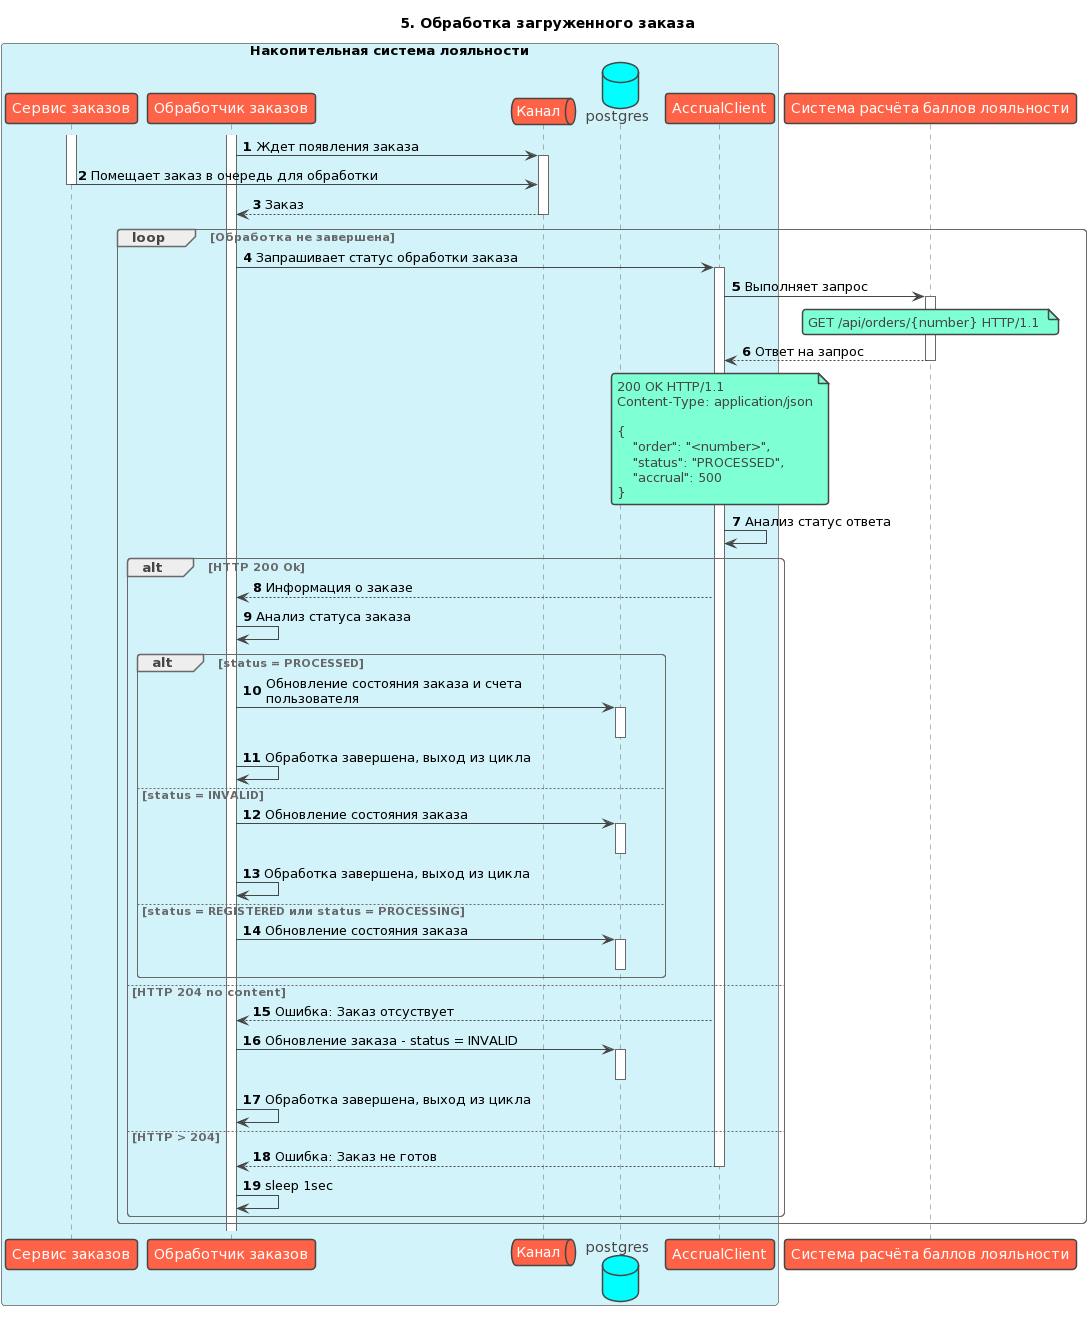 5. Обработка загруженного заказа
Накопительная система лояльности
Сервис заказов
Обработчик заказов
Канал
postgres
AccrualClient
Система расчёта баллов лояльности
1 Ждет появления заказа
2 Помещает заказ в очередь для обработки
3 Заказ
loop [Обработка не завершена]
4 Запрашивает статус обработки заказа
5 Выполняет запрос
GET /api/orders/{number} HTTP/1.1
6 Ответ на запрос
200 OK HTTP/1.1
Content-Type: application/json
{
"order": "<number>",
"status": "PROCESSED",
"accrual": 500
}
7 Анализ статус ответа
alt [HTTP 200 Ok]
8 Информация о заказе
9 Анализ статуса заказа
alt [status = PROCESSED]
10 Обновление состояния заказа и счета
пользователя
11 Обработка завершена, выход из цикла
[status = INVALID]
12 Обновление состояния заказа
13 Обработка завершена, выход из цикла
[status = REGISTERED или status = PROCESSING]
14 Обновление состояния заказа
[HTTP 204 no content]
15 Ошибка: Заказ отсуствует
16 Обновление заказа - status = INVALID
17 Обработка завершена, выход из цикла
[HTTP > 204]
18 Ошибка: Заказ не готов
19 sleep 1sec
Сервис заказов
Обработчик заказов
Канал
postgres
AccrualClient
Система расчёта баллов лояльности